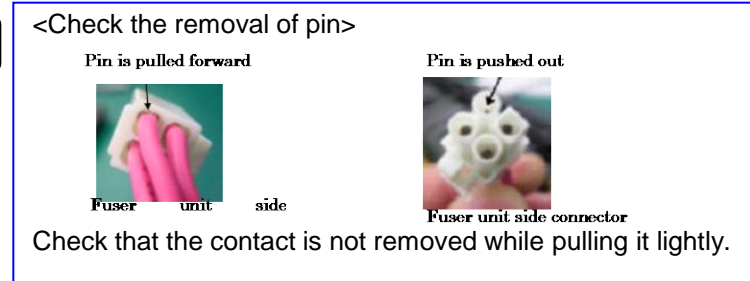 <Check the removal of pin>
Pin is pulled forward
Pin is pushed out
Fuser unit side
Fuser unit side connector
Check that the contact is not removed while pulling it lightly.